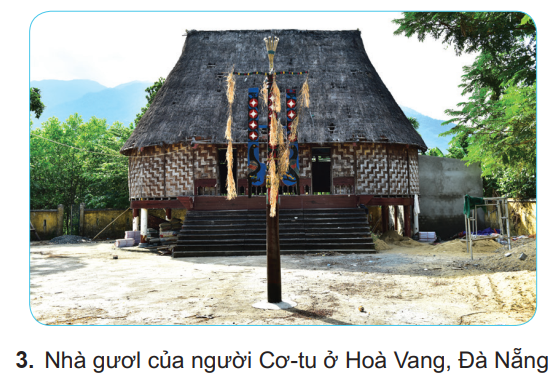 3. Nhà gươl của người Cơ-tu ở Hoà Vang, Đà Nẵng